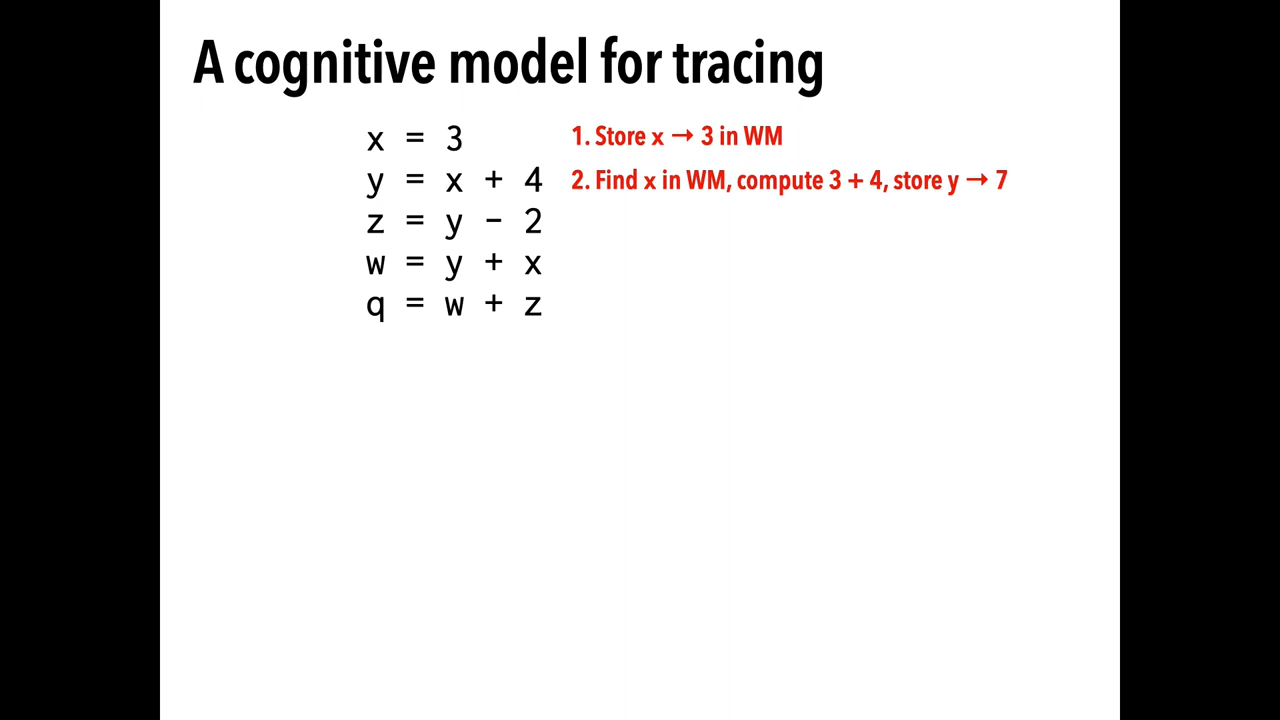 A cognitive model for tracing
x = 3 1. Store x → 3 in WM
y = x + 4 2. Find x in WM, compute 3 + 4, store y → 7
z = y − 2
w = y + x
q = w + z